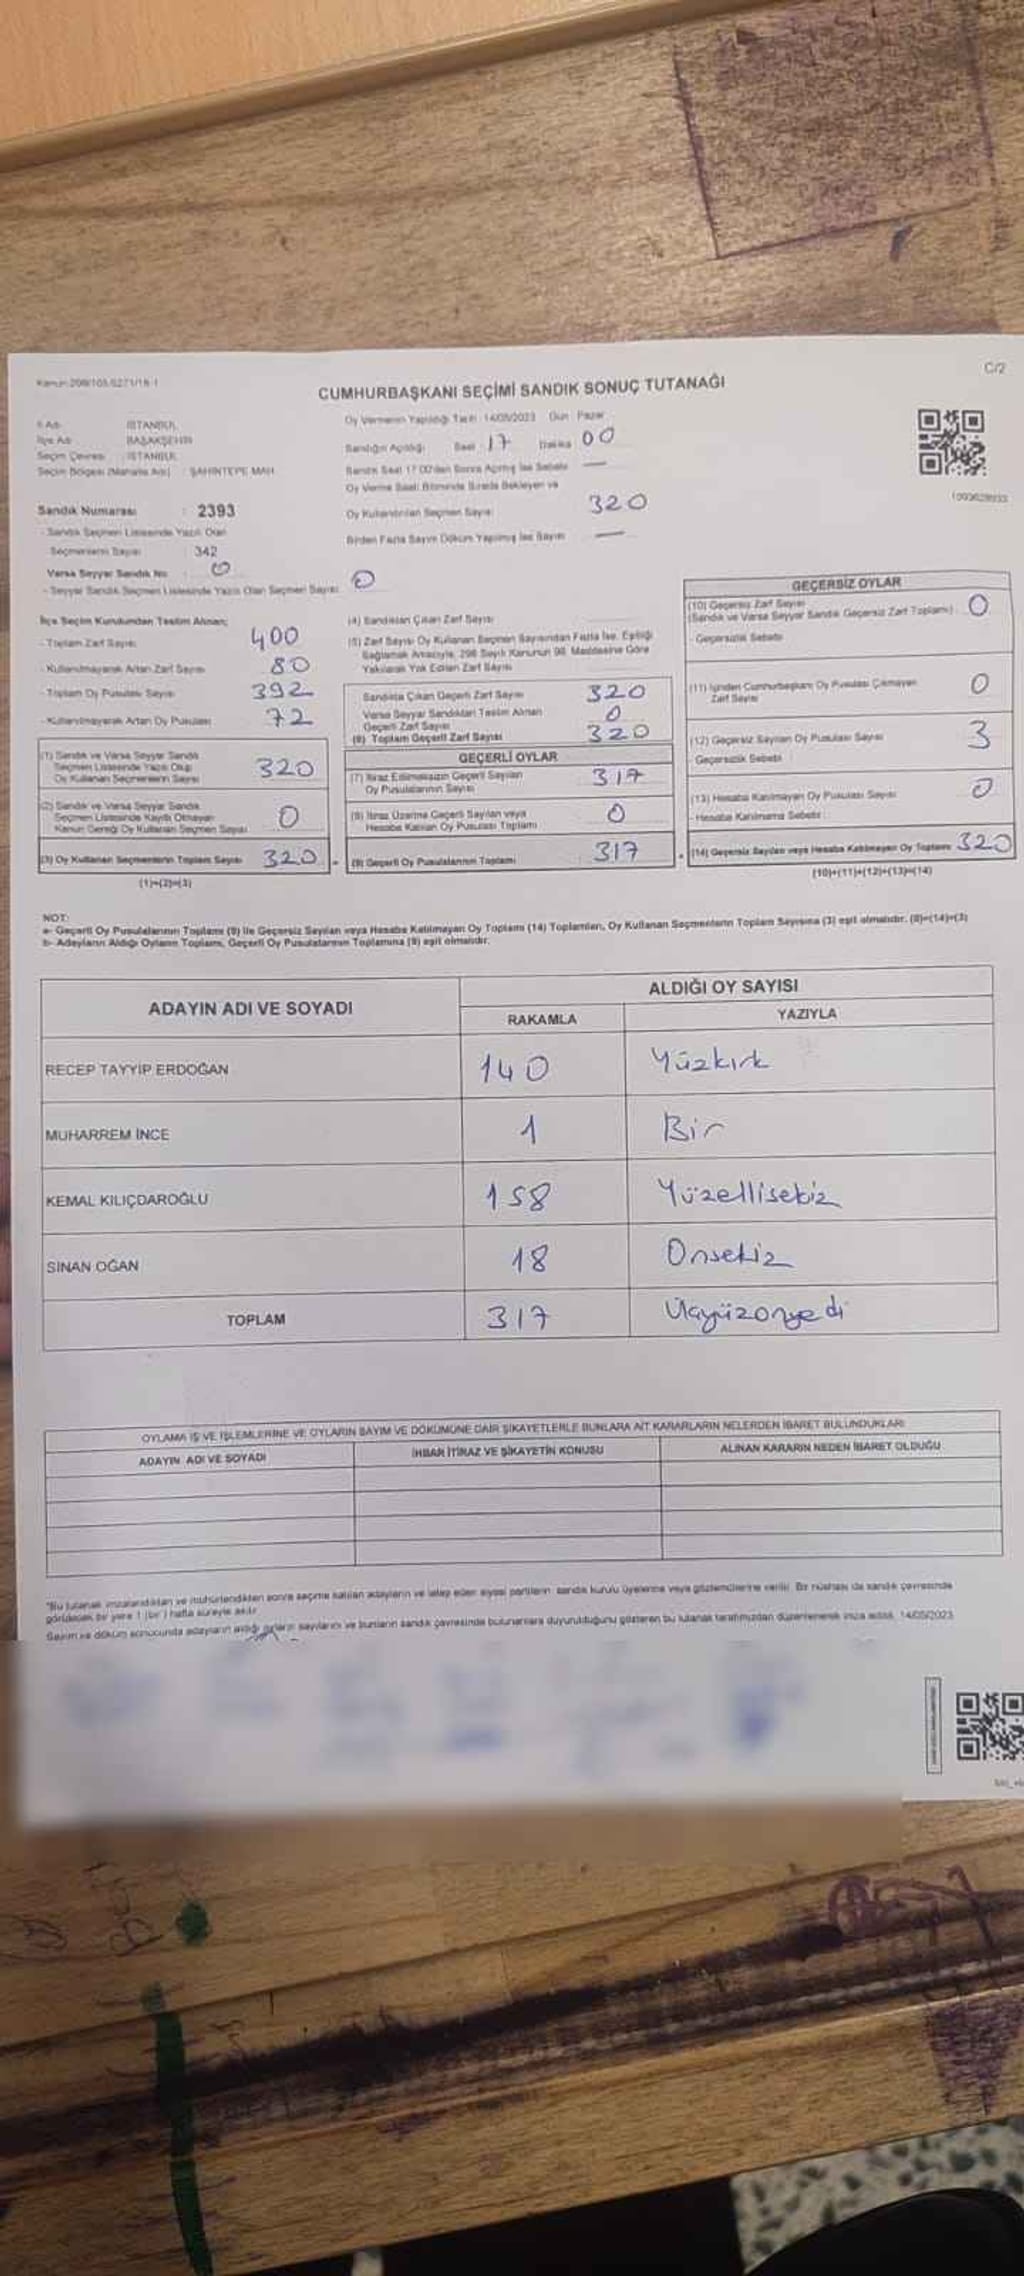 Kanun:298/103,6271/18-1
C/2
CUMHURBAŞKANI SEÇİMİ SANDIK SONUÇ TUTANAĞI
İl Adı : İSTANBUL
İlçe Adı : BAŞAKŞEHİR
Seçim Çevresi : İSTANBUL
Seçim Bölgesi (Mahalle Adı) : ŞAHİNTEPE MAH.
Sandık Numarası : 2393
- Sandık Seçmen Listesinde Yazılı Olan
Seçmenlerin Sayısı : 342
Varsa Seyyar Sandık No : 0
- Seyyar Sandık Seçmen Listesinde Yazılı Olan Seçmen Sayısı: 0
Oy Vermenin Yapıldığı Tarih : 14/05/2023 Gün : Pazar
Sandığın Açıldığı Saat 17 Dakika 00
Sandık Saat 17.00'den Sonra Açılmış İse Sebebi —
Oy Verme Saati Bitiminde Sırada Bekleyen ve
Oy Kullandırılan Seçmen Sayısı 320
Birden Fazla Sayım Döküm Yapılmış İse Sayısı —
İlçe Seçim Kurulundan Teslim Alınan;
- Toplam Zarf Sayısı 400
- Kullanılmayarak Artan Zarf Sayısı 80
- Toplam Oy Pusulası Sayısı 392
- Kullanılmayarak Artan Oy Pusulası 72
(1) Sandık ve Varsa Seyyar Sandık
Seçmen Listesinde Yazılı Olup
Oy Kullanan Seçmenlerin Sayısı 320
(2) Sandık ve Varsa Seyyar Sandık
Seçmen Listesinde Kayıtlı Olmayan
Kanun Gereği Oy Kullanan Seçmen Sayısı 0
(3) Oy Kullanan Seçmenlerin Toplam Sayısı 320
(1)+(2)=(3)
(4) Sandıktan Çıkan Zarf Sayısı
(5) Zarf Sayısı Oy Kullanan Seçmen Sayısından Fazla İse, Eşitliği
Sağlamak Amacıyla, 298 Sayılı Kanunun 98. Maddesine Göre
Yakılarak Yok Edilen Zarf Sayısı
Sandıkta Çıkan Geçerli Zarf Sayısı 320
Varsa Seyyar Sandıktan Teslim Alınan
Geçerli Zarf Sayısı 0
(6) Toplam Geçerli Zarf Sayısı 320
GEÇERLİ OYLAR
(7) İtiraz Edilmeksizin Geçerli Sayılan
Oy Pusulalarının Sayısı 317
(8) İtiraz Üzerine Geçerli Sayılan veya
Hesaba Katılan Oy Pusulası Toplamı 0
(9) Geçerli Oy Pusulalarının Toplamı 317
GEÇERSİZ OYLAR
(10) Geçersiz Zarf Sayısı
(Sandık ve Varsa Seyyar Sandık Geçersiz Zarf Toplamı) 0
- Geçersizlik Sebebi :
(11) İçinden Cumhurbaşkanı Oy Pusulası Çıkmayan
Zarf Sayısı 0
(12) Geçersiz Sayılan Oy Pusulası Sayısı 3
- Geçersizlik Sebebi :
(13) Hesaba Katılmayan Oy Pusulası Sayısı 0
- Hesaba Katılmama Sebebi :
(14) Geçersiz Sayılan veya Hesaba Katılmayan Oy Toplamı 320
(10)+(11)+(12)+(13)=(14)
NOT:
a- Geçerli Oy Pusulalarının Toplamı (9) ile Geçersiz Sayılan veya Hesaba Katılmayan Oy Toplamı (14) Toplamları, Oy Kullanan Seçmenlerin Toplam Sayısına (3) eşit olmalıdır. (9)+(14)=(3)
b- Adayların Aldığı Oyların Toplamı, Geçerli Oy Pusulalarının Toplamına (9) eşit olmalıdır.
ADAYIN ADI VE SOYADI
ALDIĞI OY SAYISI
RAKAMLA YAZIYLA
RECEP TAYYİP ERDOĞAN 140 Yüzkırk
MUHARREM İNCE 1 Bir
KEMAL KILIÇDAROĞLU 158 Yüzellisekiz
SİNAN OĞAN 18 Onsekiz
TOPLAM 317 Üçyüzonyedi
OYLAMA İŞ VE İŞLEMLERİNE VE OYLARIN SAYIM VE DÖKÜMÜNE DAİR ŞİKAYETLERLE BUNLARA AİT KARARLARIN NELERDEN İBARET BULUNDUKLARI
ADAYIN ADI VE SOYADI İHBAR İTİRAZ VE ŞİKAYETİN KONUSU ALINAN KARARIN NEDEN İBARET OLDUĞU
"Bu tutanak imzalandıktan ve mühürlendikten sonra seçime katılan adayların ve talep eden siyasi partilerin sandık kurulu üyelerine veya gözlemcilerine verilir. Bir nüshası da sandık çevresinde
görülecek bir yere 1 (bir ) hafta süreyle asılır.
Sayım ve döküm sonucunda adayların aldığı oyların sayılarını ve bunların sandık çevresinde bulunanlara duyurulduğunu gösteren bu tutanak tarafımızdan düzenlenerek imza edildi. 14/05/2023